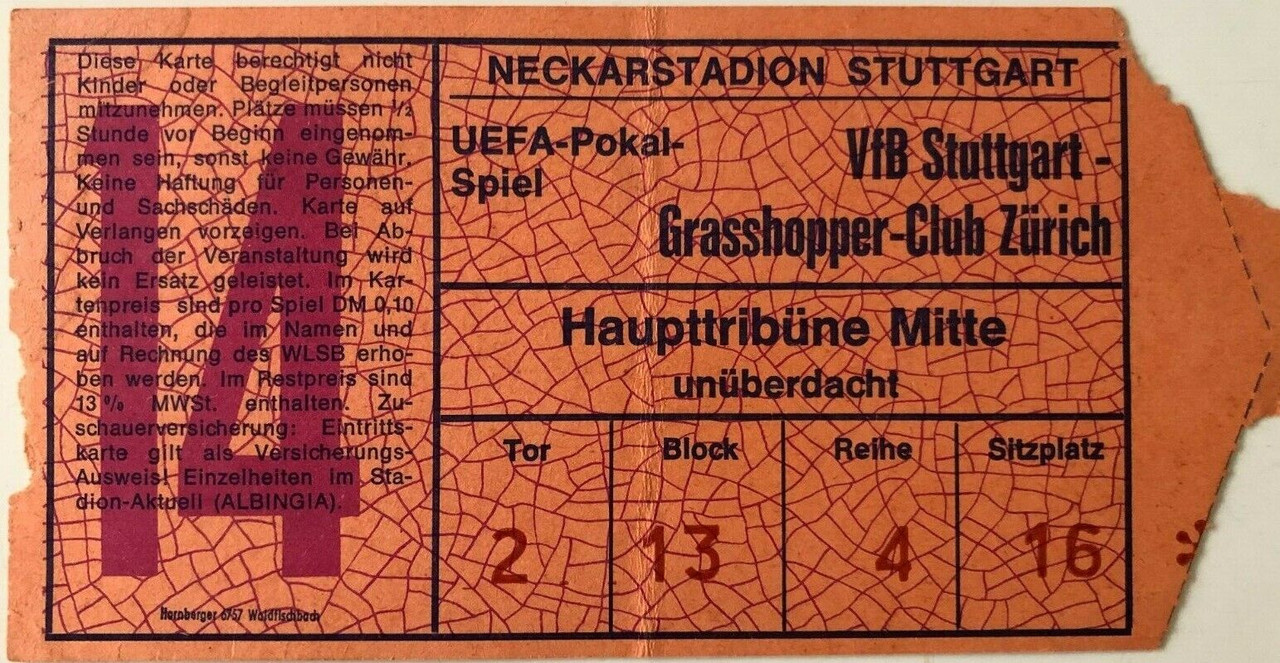 Diese Karte berechtigt nicht
Kinder oder Begleitpersonen
mitzunehmen. Plätze müssen ½
Stunde vor Beginn eingenom-
men sein, sonst keine Gewähr.
Keine Haftung für Personen-
und Sachschäden. Karte auf
Verlangen vorzeigen. Bei Ab-
bruch der Veranstaltung wird
kein Ersatz geleistet. Im Kar-
tenpreis sind pro Spiel DM 0,10
enthalten, die im Namen und
auf Rechnung des WLSB erho-
ben werden. Im Restpreis sind
13% MWSt. enthalten. Zu-
schauerversicherung: Eintritts-
karte gilt als Versicherungs-
Ausweis! Einzelheiten im Sta-
dion-Aktuell (ALBINGIA).
14
Hornberger 6757 Waldfischbach
NECKARSTADION STUTTGART
UEFA-Pokal-
Spiel
VfB Stuttgart -
Grasshopper-Club Zürich
Haupttribüne Mitte
unüberdacht
Tor Block Reihe Sitzplatz
2 13 4 16